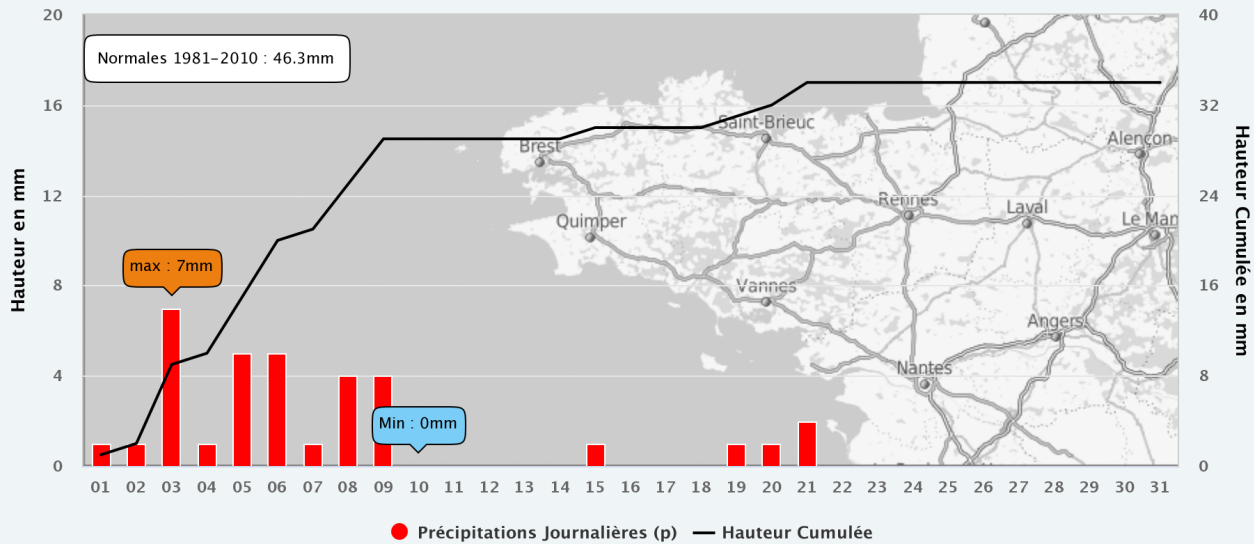 20
16
12
8
4
0
Hauteur en mm
40
32
24
16
8
0
Hauteur Cumulée en mm
Normales 1981-2010 : 46.3mm
max : 7mm
Min : 0mm
Brest
Saint-Brieuc
Alençon
Quimper
Rennes
Laval
Le Man
Vannes
Angers
Nantes
01 02 03 04 05 06 07 08 09 10 11 12 13 14 15 16 17 18 19 20 21 22 23 24 25 26 27 28 29 30 31
Précipitations Journalières (p) Hauteur Cumulée